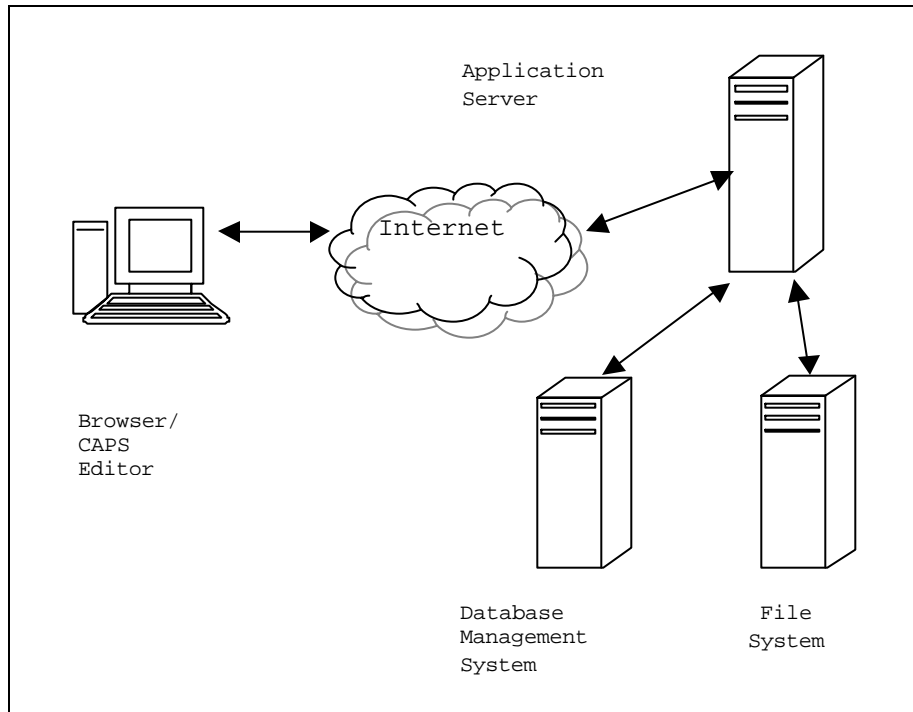 Application
Server
Internet
Browser/
CAPS
Editor
Database
Management
System
File
System